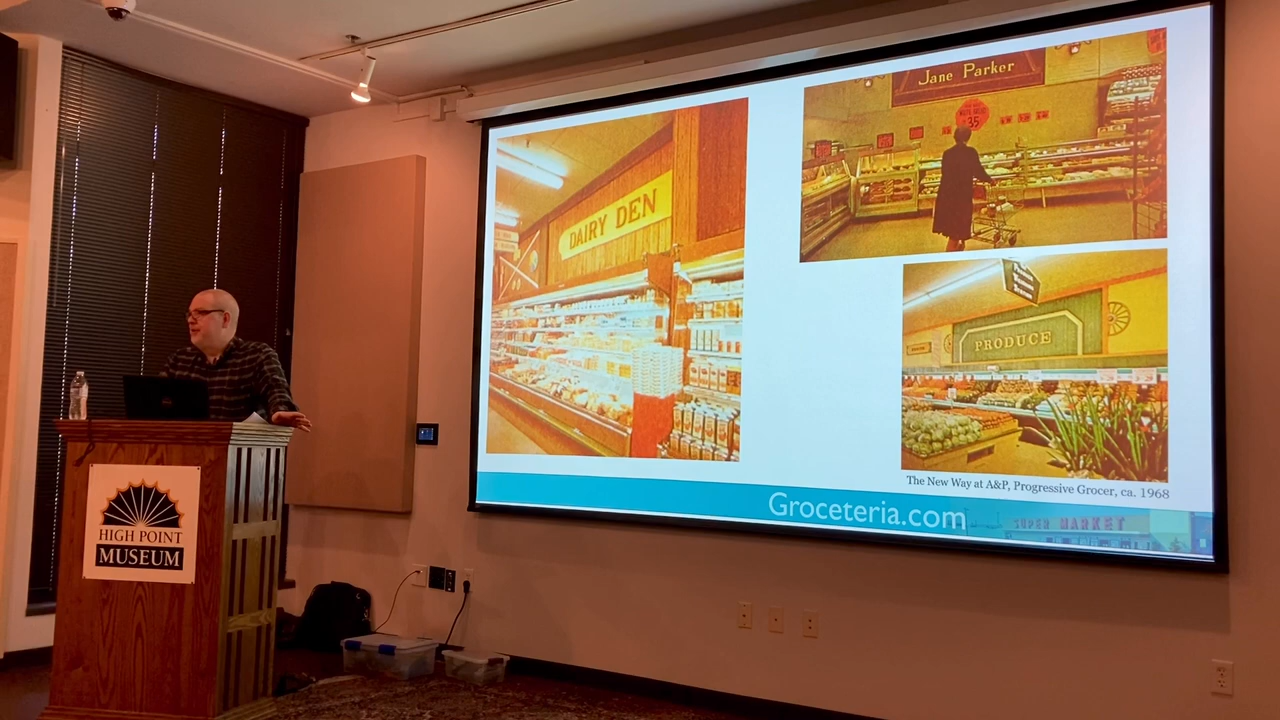 HIGH POINT
MUSEUM
DAIRY DEN
Jane Parker
35
PRODUCE
The New Way at A&P, Progressive Grocer, ca. 1968
Groceteria.com
SUPER MARKET